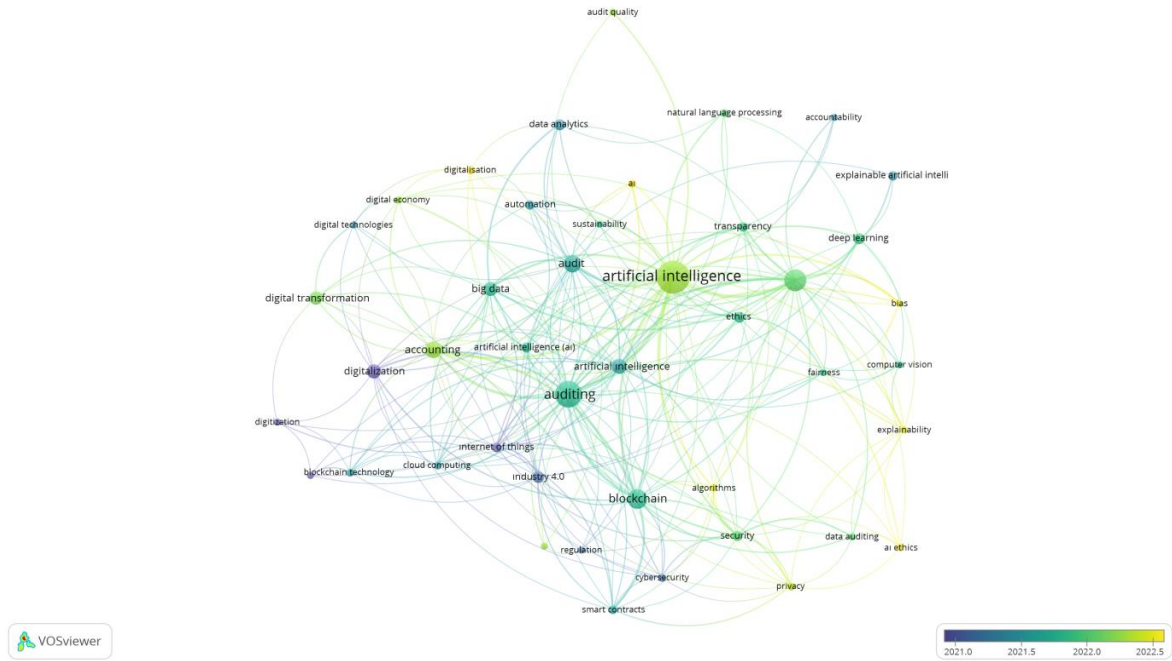 audit quality
natural language processing
accountability
data analytics
digitalisation
explainable artificial intelli
ai
digital economy
automation
digital technologies
sustainability
transparency
deep learning
audit
artificial intelligence
big data
digital transformation
bias
ethics
accounting
artificial intelligence (ai)
artificial inteiligence
computer vision
digitalization
fairness
auditing
digitization
explainability
internet of things
cloud computing
blockchain technology
industry 4.0
algorithms
blockchain
security
data auditing
regulation
ai ethics
cybersecurity
privacy
smart contracts
VOSviewer
2021.0 2021.5 2022.0 2022.5